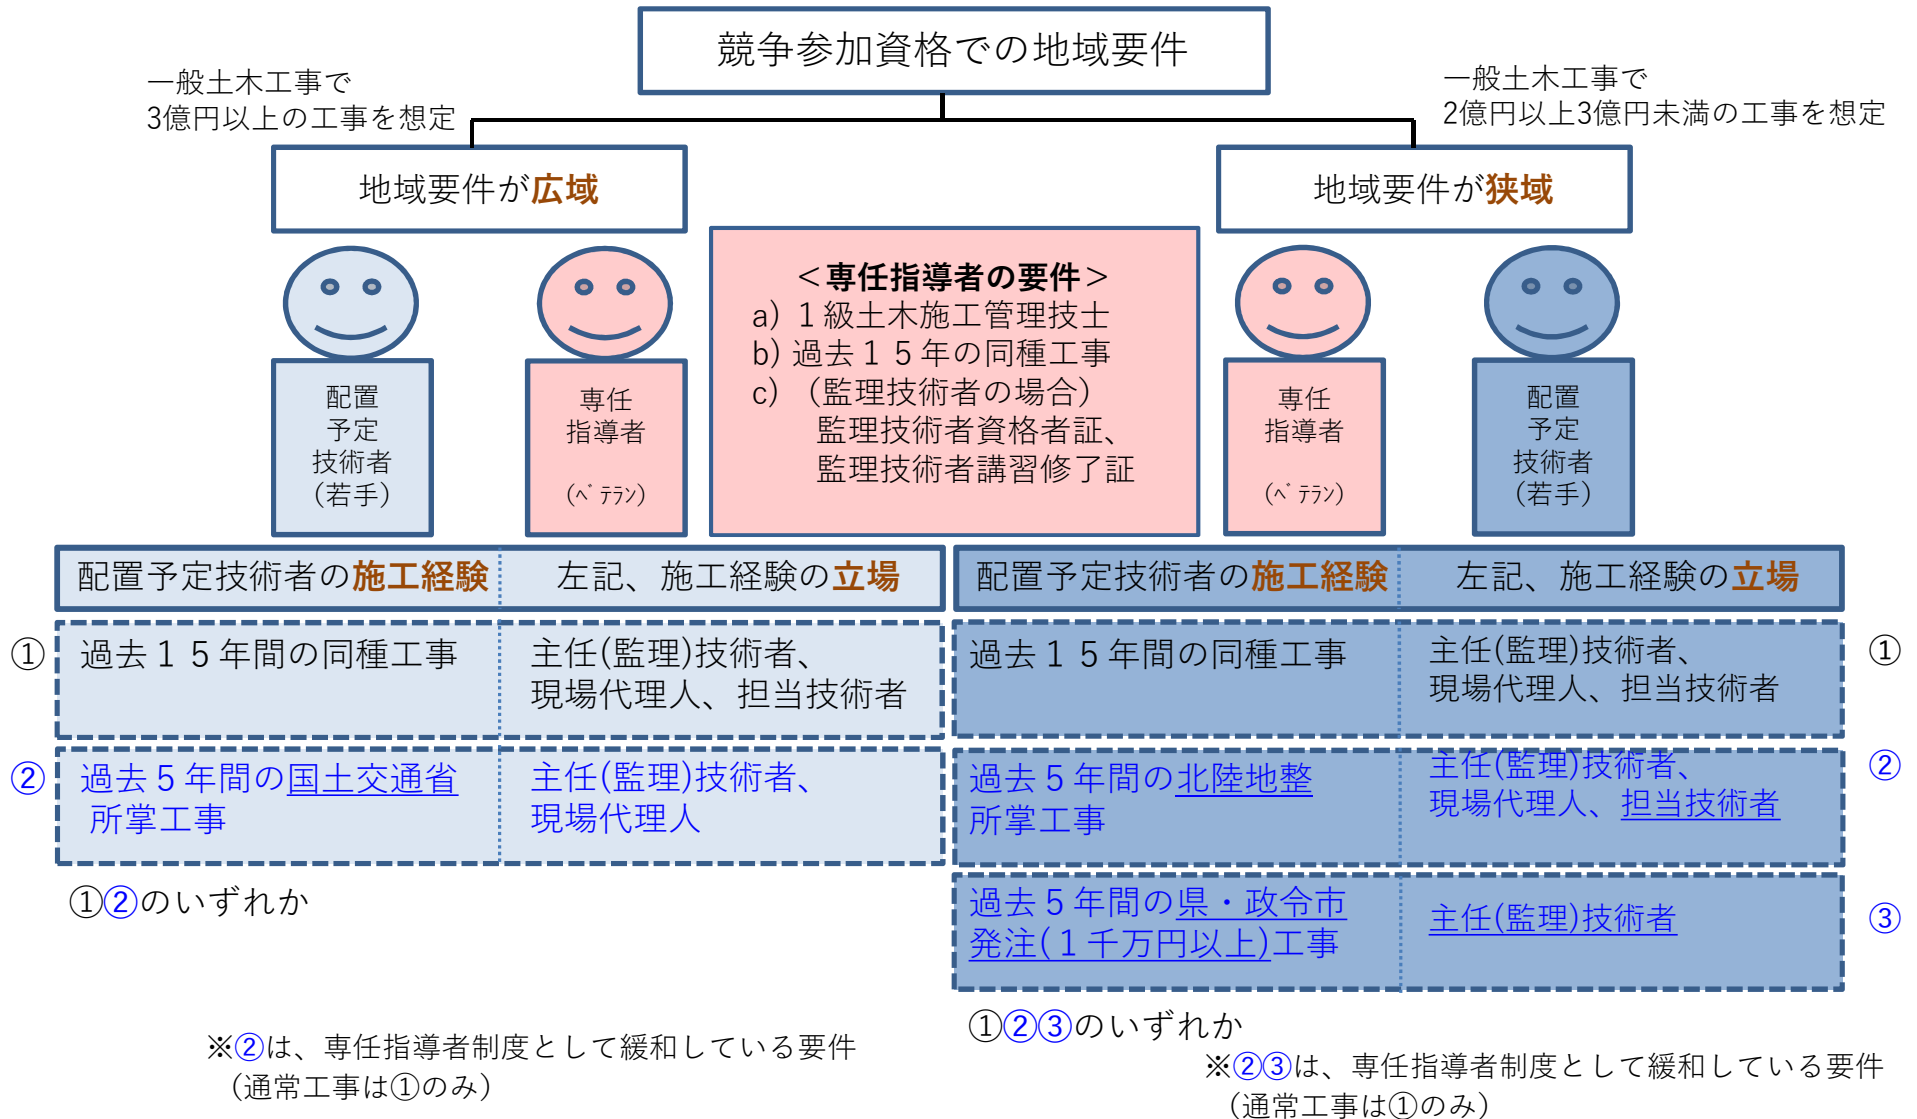 競争参加資格での地域要件
一般土木工事で
3億円以上の工事を想定
一般土木工事で
2億円以上3億円未満の工事を想定
地域要件が広域
地域要件が狭域
配置
予定
技術者
(若手)
専任
指導者
(ﾍﾞﾃﾗﾝ)
＜専任指導者の要件＞
a) １級土木施工管理技士
b) 過去１５年の同種工事
c) （監理技術者の場合）
監理技術者資格者証、
監理技術者講習修了証
専任
指導者
(ﾍﾞﾃﾗﾝ)
配置
予定
技術者
(若手)
配置予定技術者の施工経験 左記、施工経験の立場
① 過去１５年間の同種工事
主任(監理)技術者、
現場代理人、担当技術者
② 過去５年間の国土交通省
所掌工事
主任(監理)技術者、
現場代理人
①②のいずれか
※②は、専任指導者制度として緩和している要件
（通常工事は①のみ）
配置予定技術者の施工経験 左記、施工経験の立場
過去１５年間の同種工事
主任(監理)技術者、
現場代理人、担当技術者
①
過去５年間の北陸地整
所掌工事
主任(監理)技術者、
現場代理人、担当技術者
②
過去５年間の県・政令市
発注(１千万円以上)工事
主任(監理)技術者
③
①②③のいずれか
※②③は、専任指導者制度として緩和している要件
（通常工事は①のみ）